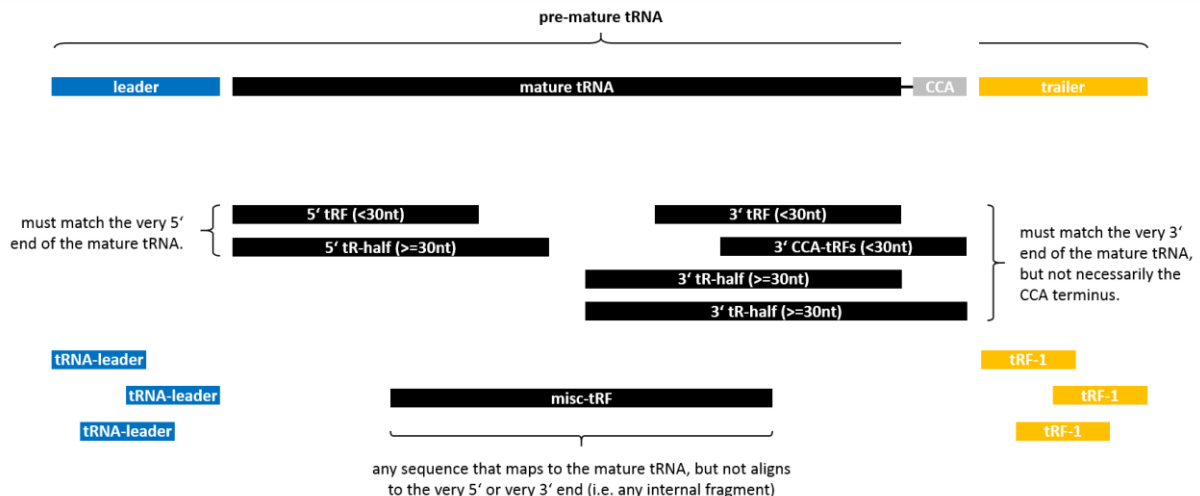 pre-mature tRNA
leader
mature tRNA
CCA
trailer
must match the very 5‘
end of the mature tRNA.
5‘ tRF (<30nt)
5‘ tR-half (>=30nt)
3‘ tRF (<30nt)
3‘ CCA-tRFs (<30nt)
3‘ tR-half (>=30nt)
3‘ tR-half (>=30nt)
must match the very 3‘
end of the mature tRNA,
but not necessarily the
CCA terminus.
tRNA-leader
tRNA-leader
tRNA-leader
misc-tRF
any sequence that maps to the mature tRNA, but not aligns
to the very 5‘ or very 3‘ end (i.e. any internal fragment)
tRF-1
tRF-1
tRF-1